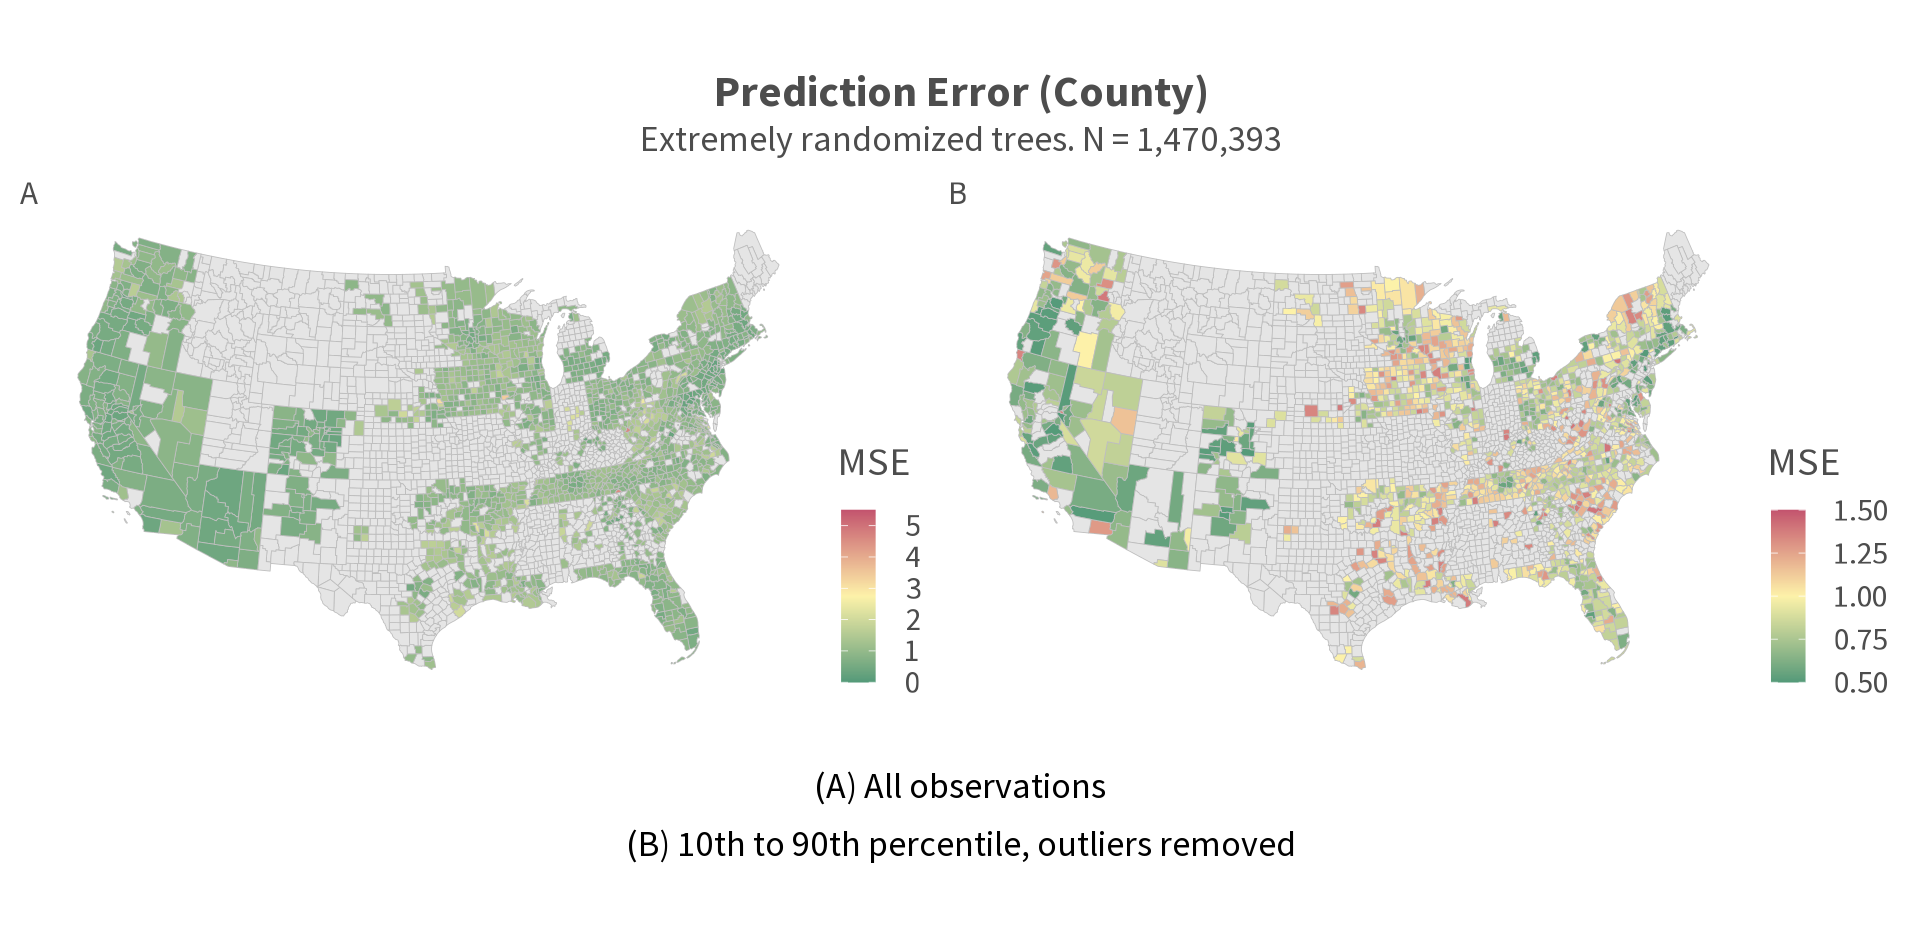 Prediction Error (County)
Extremely randomized trees. N = 1,470,393
A
B
MSE
5
4
3
2
1
0
MSE
1.50
1.25
1.00
0.75
0.50
(A) All observations
(B) 10th to 90th percentile, outliers removed